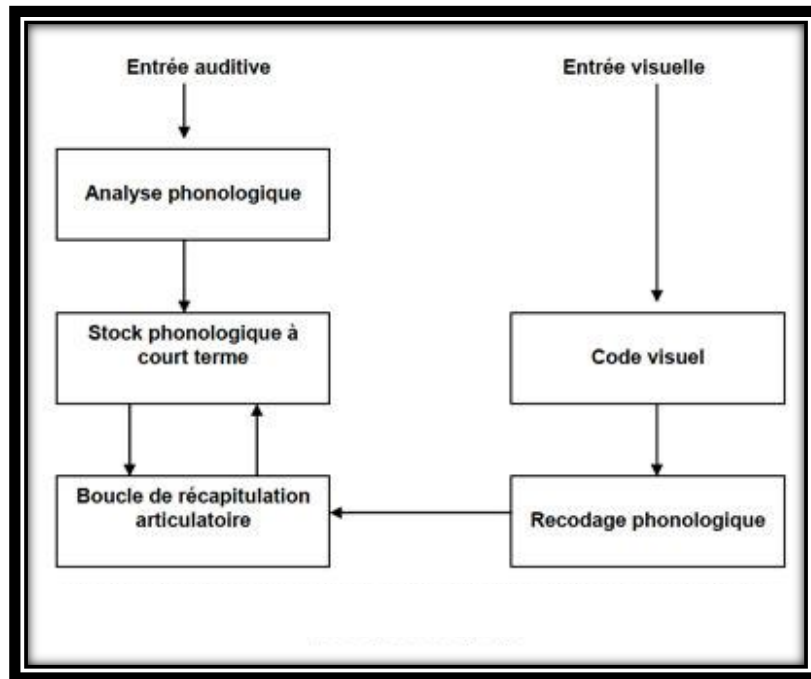 Entrée auditive
Entrée visuelle
Analyse phonologique
Stock phonologique à
court terme
Code visuel
Boucle de récapitulation
articulatoire
Recodage phonologique